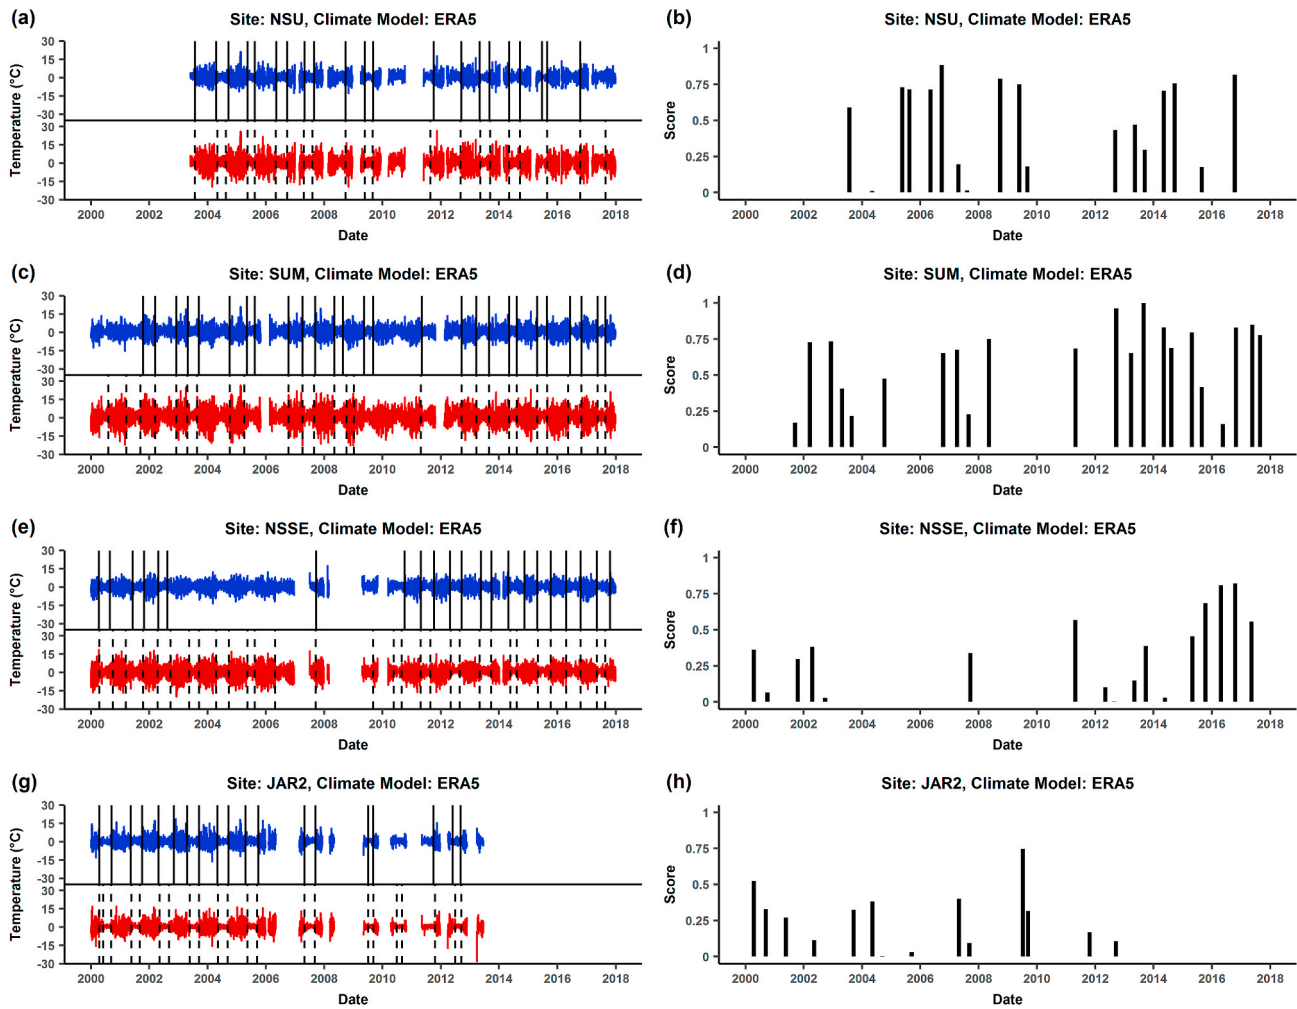 (a)
Site: NSU, Climate Model: ERA5
Temperature (°C)
30
15
0
-15
-30
30
15
0
-15
-30
2000 2002 2004 2006 2008 2010 2012 2014 2016 2018
Date
(b)
Site: NSU, Climate Model: ERA5
Score
1
0.75
0.5
0.25
0
2000 2002 2004 2006 2008 2010 2012 2014 2016 2018
Date
(c)
Site: SUM, Climate Model: ERA5
Temperature (°C)
30
15
0
-15
-30
30
15
0
-15
-30
2000 2002 2004 2006 2008 2010 2012 2014 2016 2018
Date
(d)
Site: SUM, Climate Model: ERA5
Score
1
0.75
0.5
0.25
0
2000 2002 2004 2006 2008 2010 2012 2014 2016 2018
Date
(e)
Site: NSSE, Climate Model: ERA5
Temperature (°C)
30
15
0
-15
-30
30
15
0
-15
-30
2000 2002 2004 2006 2008 2010 2012 2014 2016 2018
Date
(f)
Site: NSSE, Climate Model: ERA5
Score
1
0.75
0.5
0.25
0
2000 2002 2004 2006 2008 2010 2012 2014 2016 2018
Date
(g)
Site: JAR2, Climate Model: ERA5
Temperature (°C)
30
15
0
-15
-30
30
15
0
-15
-30
2000 2002 2004 2006 2008 2010 2012 2014 2016 2018
Date
(h)
Site: JAR2, Climate Model: ERA5
Score
1
0.75
0.5
0.25
0
2000 2002 2004 2006 2008 2010 2012 2014 2016 2018
Date